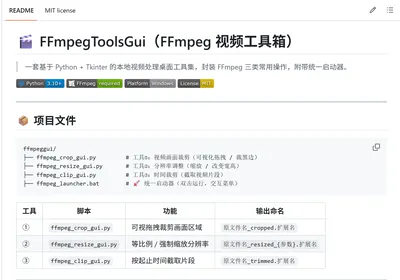 README
MIT license
FFmpegToolsGui（FFmpeg 视频工具箱）
一套基于 Python + Tkinter 的本地视频处理桌面工具集，封装 FFmpeg 三类常用操作，附带统一启动器。
Python 3.10+ FFmpeg required Platform Windows License MIT
项目文件
ffmpeggui/
├── ffmpeg_crop_gui.py # 工具①：视频画面裁剪（可视化拖拽 / 裁黑边）
├── ffmpeg_resize_gui.py # 工具②：分辨率调整（缩放 / 改变宽高）
├── ffmpeg_clip_gui.py # 工具③：时间裁剪（截取视频片段）
└── ffmpeg_launcher.bat # 🚀 统一启动器（双击运行，交互菜单）
工具 脚本 功能 输出命名
① ffmpeg_crop_gui.py 可视拖拽裁剪画面区域 原文件名_cropped.扩展名
② ffmpeg_resize_gui.py 等比例 / 强制缩放分辨率 原文件名_resized_{参数}.扩展名
③ ffmpeg_clip_gui.py 按起止时间截取片段 原文件名_trimmed.扩展名